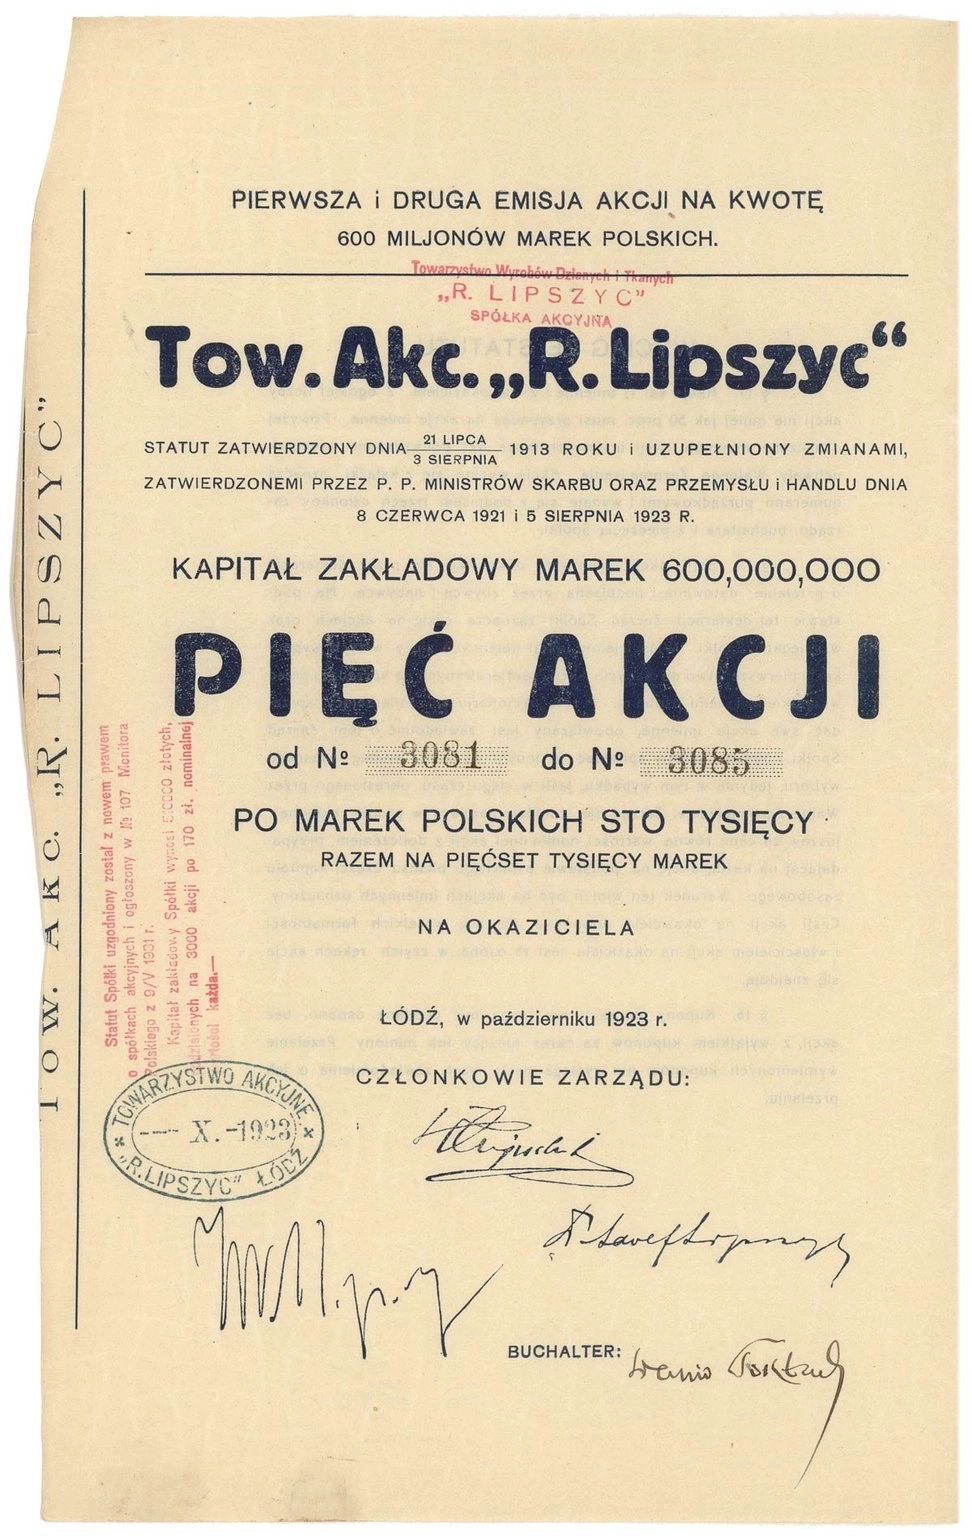 PIERWSZA i DRUGA EMISJA AKCJI NA KWOTĘ
600 MILJONÓW MAREK POLSKICH.
Towarzystwo Wyrobów Dzianych i Tkanych
„R. LIPSZYC”
SPÓŁKA AKCYJNA
Tow. Akc. „R. Lipszyc“
STATUT ZATWIERDZONY DNIA 21 LIPCA / 3 SIERPNIA 1913 ROKU i UZUPEŁNIONY ZMIANAMI,
ZATWIERDZONEMI PRZEZ P. P. MINISTRÓW SKARBU ORAZ PRZEMYSŁU i HANDLU DNIA
8 CZERWCA 1921 i 5 SIERPNIA 1923 R.
KAPITAŁ ZAKŁADOWY MAREK 600,000,000
PIĘĆ AKCJI
od № 3081 do № 3085
PO MAREK POLSKICH STO TYSIĘCY
RAZEM NA PIĘĆSET TYSIĘCY MAREK
NA OKAZICIELA
ŁÓDŹ, w październiku 1923 r.
CZŁONKOWIE ZARZĄDU:
BUCHALTER:
TOW. AKC. „R. LIPSZYC”
Statut Spółki uzgodniony został z nowem prawem
o spółkach akcyjnych i ogłoszony w № 107 Monitora
Polskiego z 9/V 1931 r.
Kapitał zakładowy Spółki wynosi 510000 złotych,
dzielonych na 3000 akcji po 170 zł. nominalnej
każda.—
TOWARZYSTWO AKCYJNE
X.-1923
„R. LIPSZYC” ŁÓDŹ